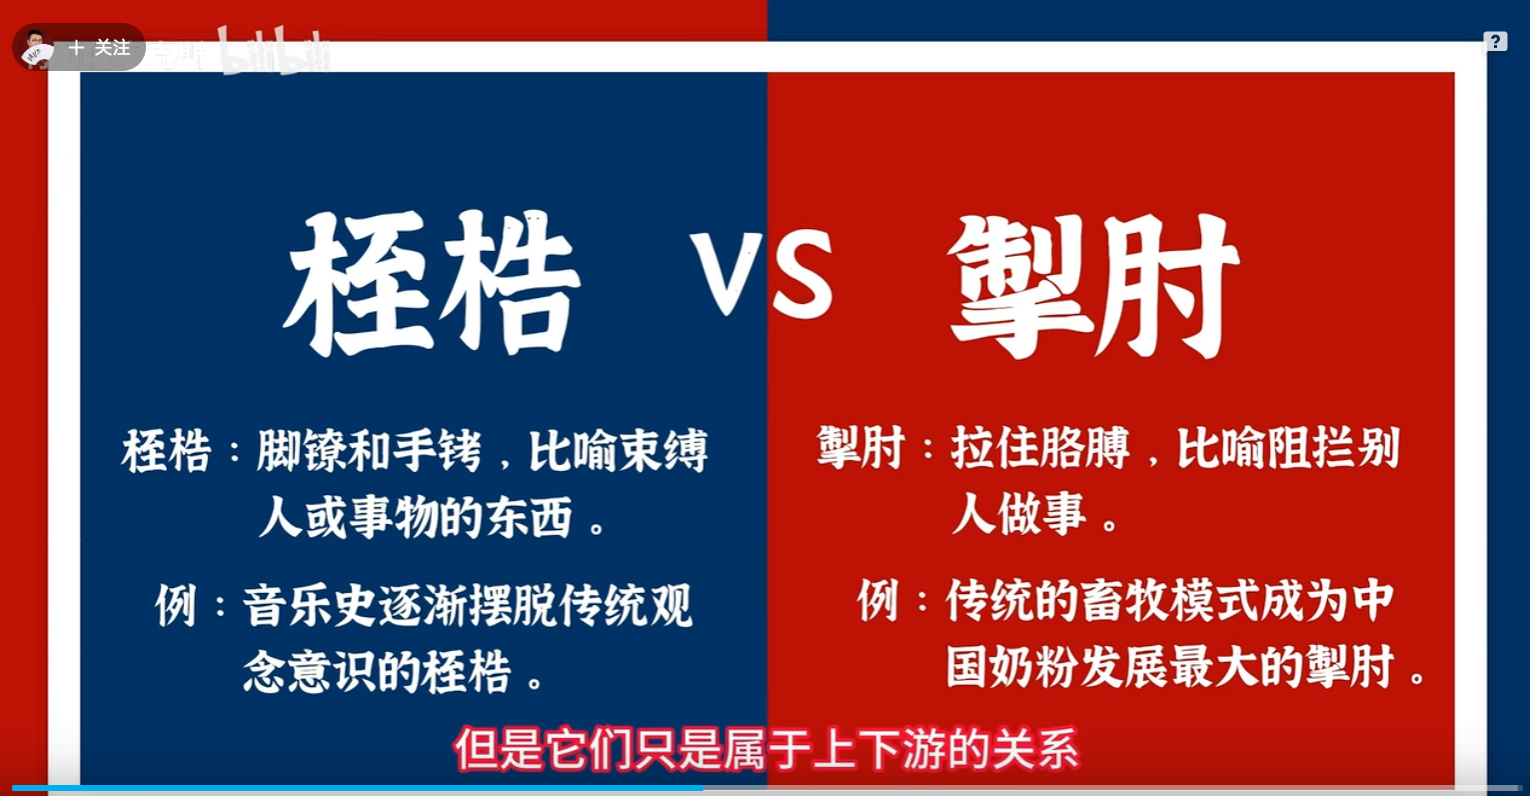 + 关注
bilibili
?
桎梏 VS 掣肘
桎梏：脚镣和手铐，比喻束缚
人或事物的东西。
例：音乐史逐渐摆脱传统观
念意识的桎梏。
掣肘：拉住胳膊，比喻阻拦别
人做事。
例：传统的畜牧模式成为中
国奶粉发展最大的掣肘。
但是它们只是属于上下游的关系